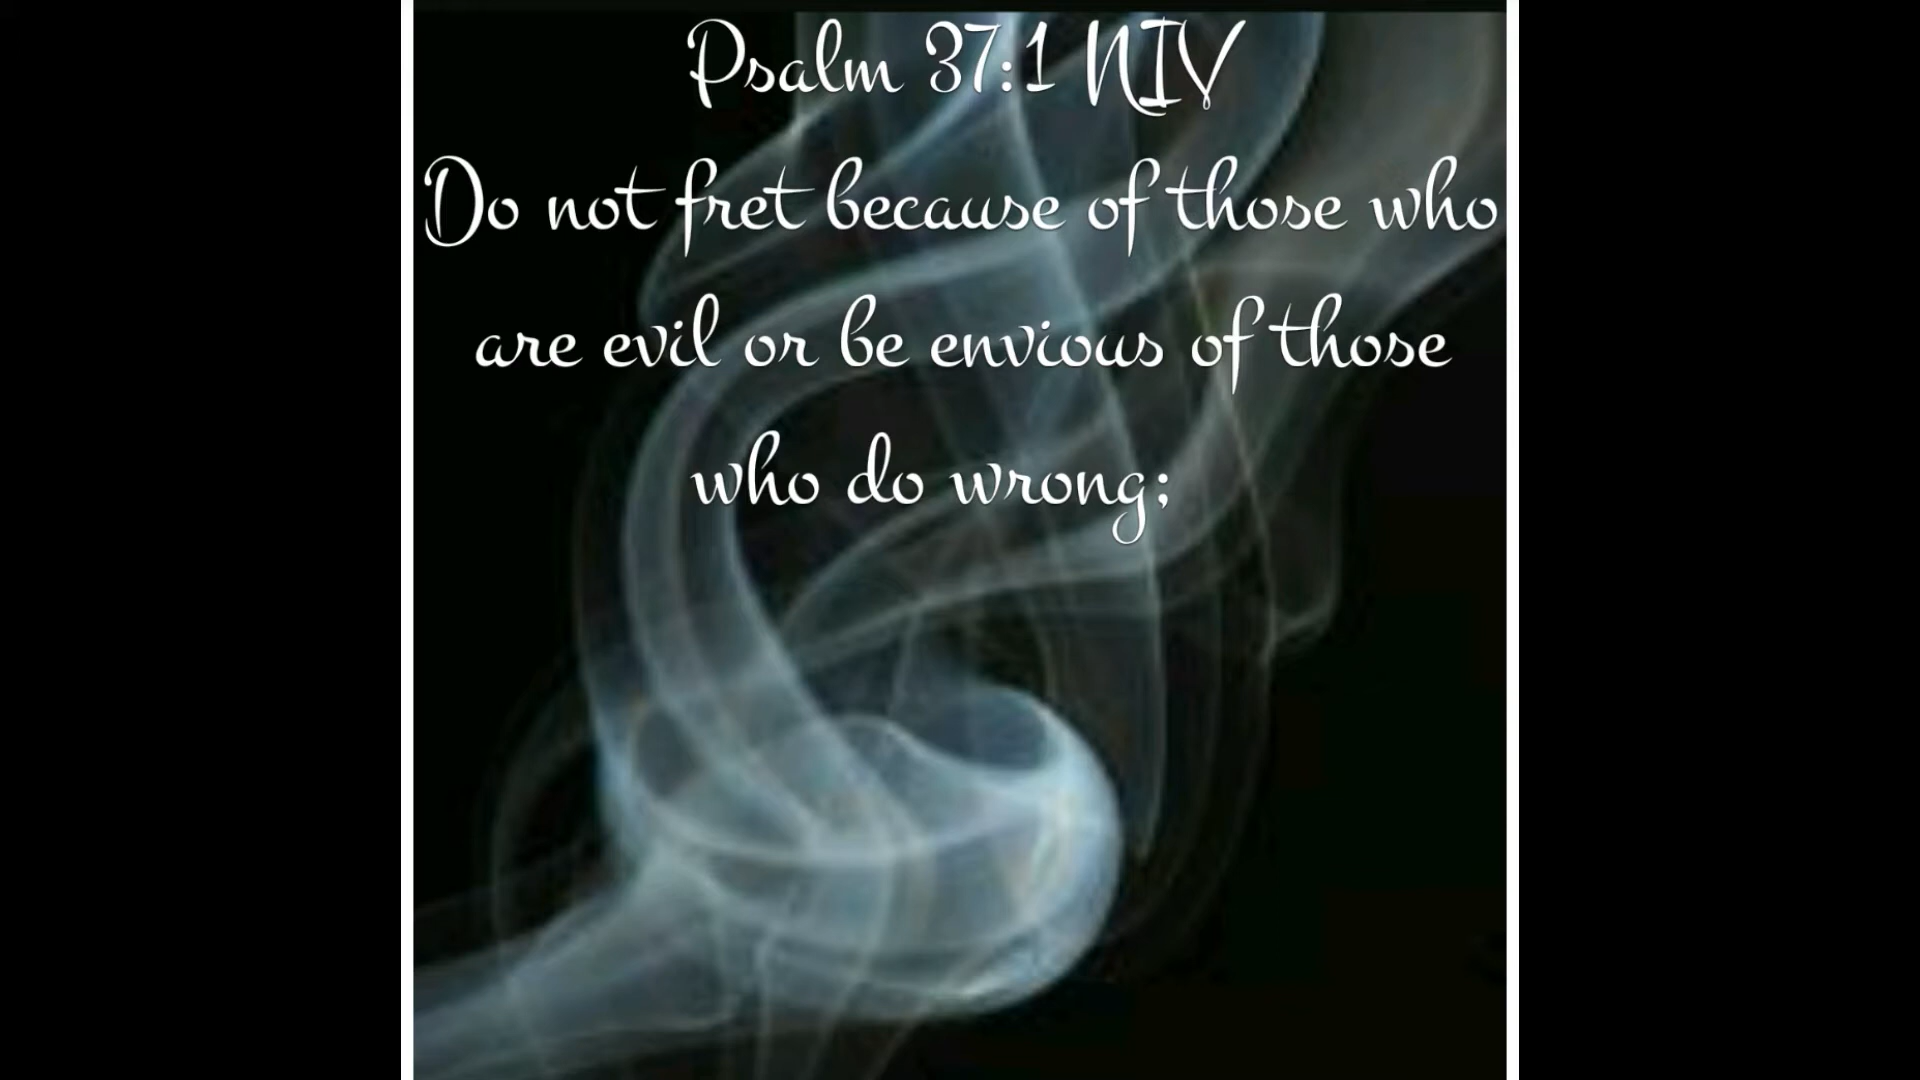 Psalm 37:1 NIV
Do not fret because of those who
are evil or be envious of those
who do wrong;